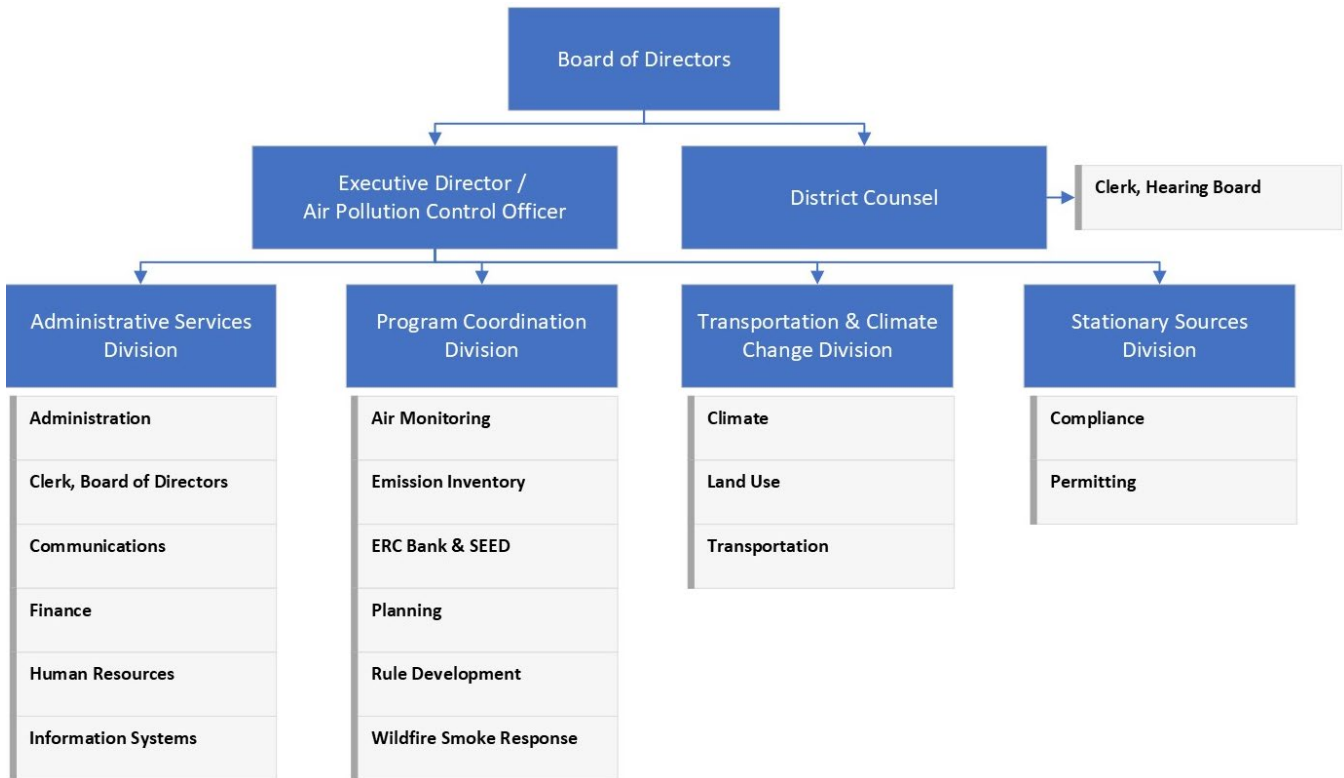 Board of Directors
Executive Director /
Air Pollution Control Officer
District Counsel
Clerk, Hearing Board
Administrative Services
Division
Administration
Clerk, Board of Directors
Communications
Finance
Human Resources
Information Systems
Program Coordination
Division
Air Monitoring
Emission Inventory
ERC Bank & SEED
Planning
Rule Development
Wildfire Smoke Response
Transportation & Climate
Change Division
Climate
Land Use
Transportation
Stationary Sources
Division
Compliance
Permitting